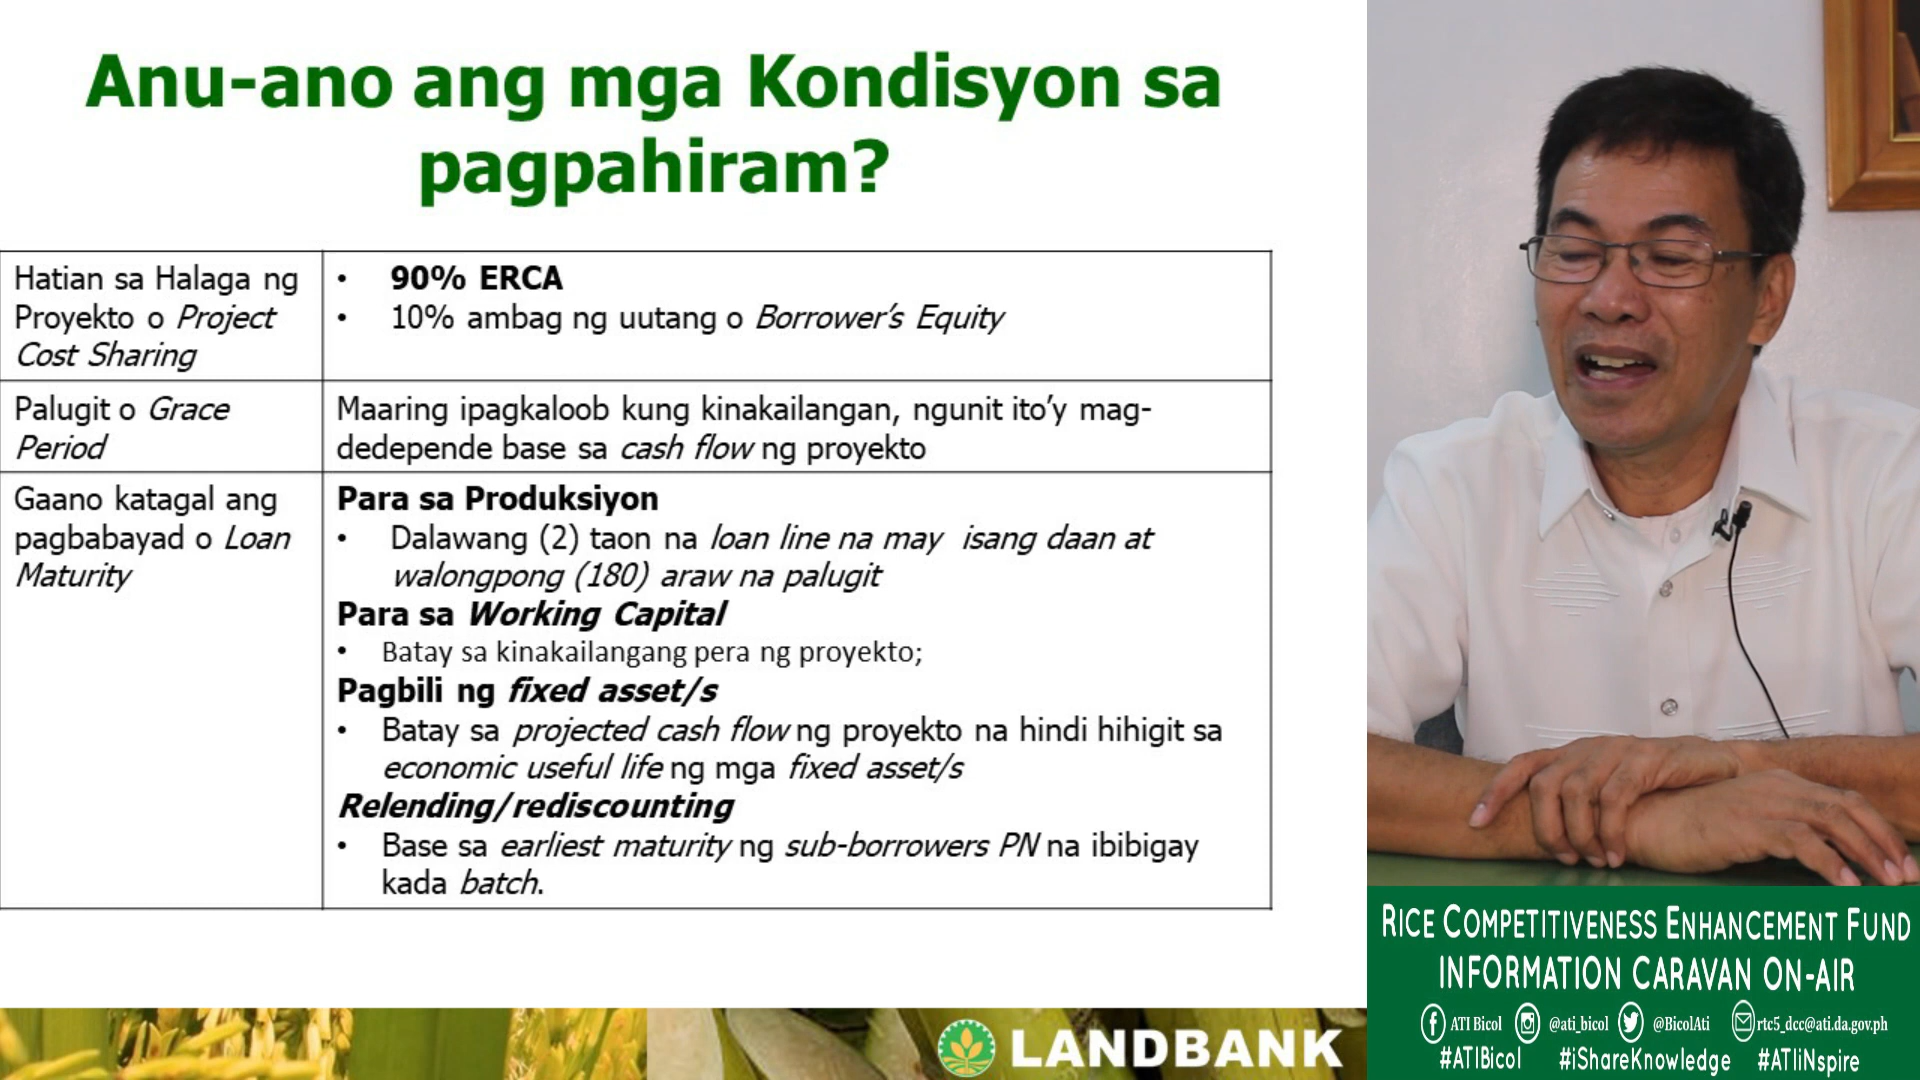 Anu-ano ang mga Kondisyon sa
pagpahiram?
Hatian sa Halaga ng
Proyekto o Project
Cost Sharing
• 90% ERCA
• 10% ambag ng uutang o Borrower's Equity
Palugit o Grace
Period
Maaring ipagkaloob kung kinakailangan, ngunit ito'y mag-
dedepende base sa cash flow ng proyekto
Gaano katagal ang
pagbabayad o Loan
Maturity
Para sa Produksiyon
• Dalawang (2) taon na loan line na may isang daan at
walongpong (180) araw na palugit
Para sa Working Capital
• Batay sa kinakailangang pera ng proyekto;
Pagbili ng fixed asset/s
• Batay sa projected cash flow ng proyekto na hindi hihigit sa
economic useful life ng mga fixed asset/s
Relending/rediscounting
• Base sa earliest maturity ng sub-borrowers PN na ibibigay
kada batch.
LANDBANK
RICE COMPETITIVENESS ENHANCEMENT FUND
INFORMATION CARAVAN ON-AIR
ATI Bicol @ati_bicol @BicolAti rtc5_dcc@ati.da.gov.ph
#ATIBicol #iShareKnowledge #ATIiNspire